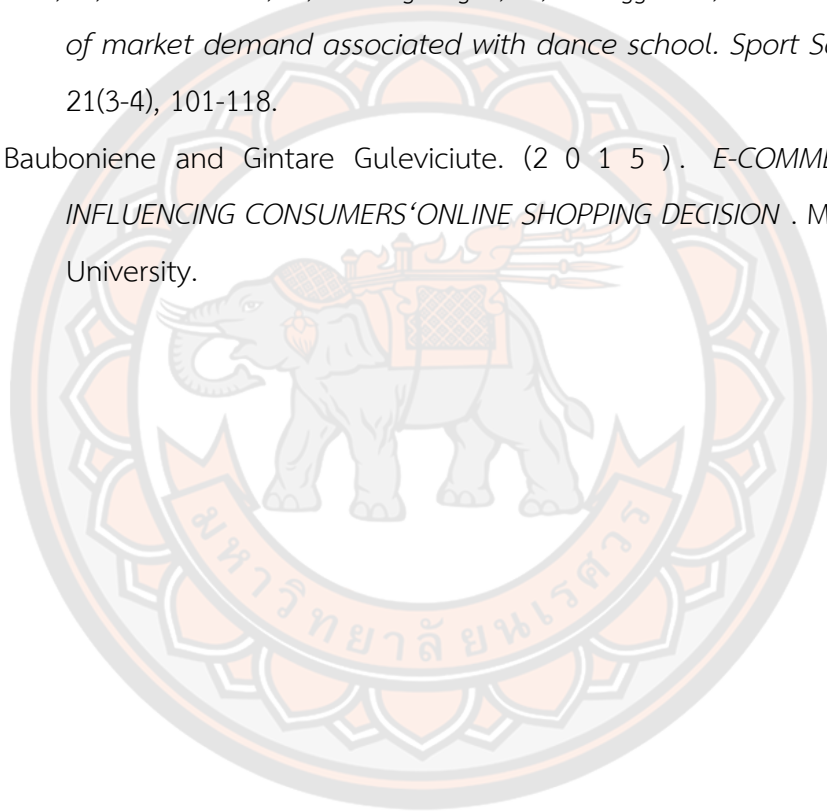 of market demand associated with dance school. Sport Sc
21(3-4), 101-118.
Bauboniene and Gintare Guleviciute. (2 0 1 5 ). E-COMME
INFLUENCING CONSUMERS‘ONLINE SHOPPING DECISION . M
University.
มหาวิทยาลัยนเรศวร